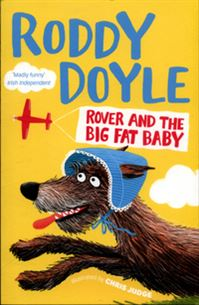 RODDY
DOYLE
'Madly funny'
Irish Independent
ROVER AND THE
BIG FAT BABY
Illustrated by CHRIS JUDGE